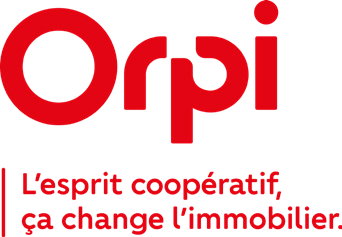 Orpi
L'esprit coopératif,
ça change l'immobilier.